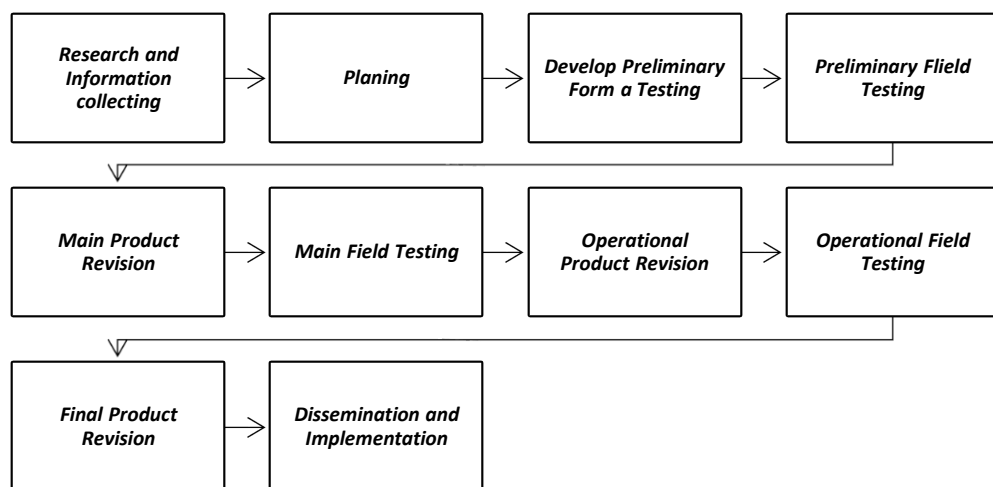 Research and
Information
collecting
Planing
Develop Preliminary
Form a Testing
Preliminary Flield
Testing
Main Product
Revision
Main Field Testing
Operational
Product Revision
Operational Field
Testing
Final Product
Revision
Dissemination and
Implementation